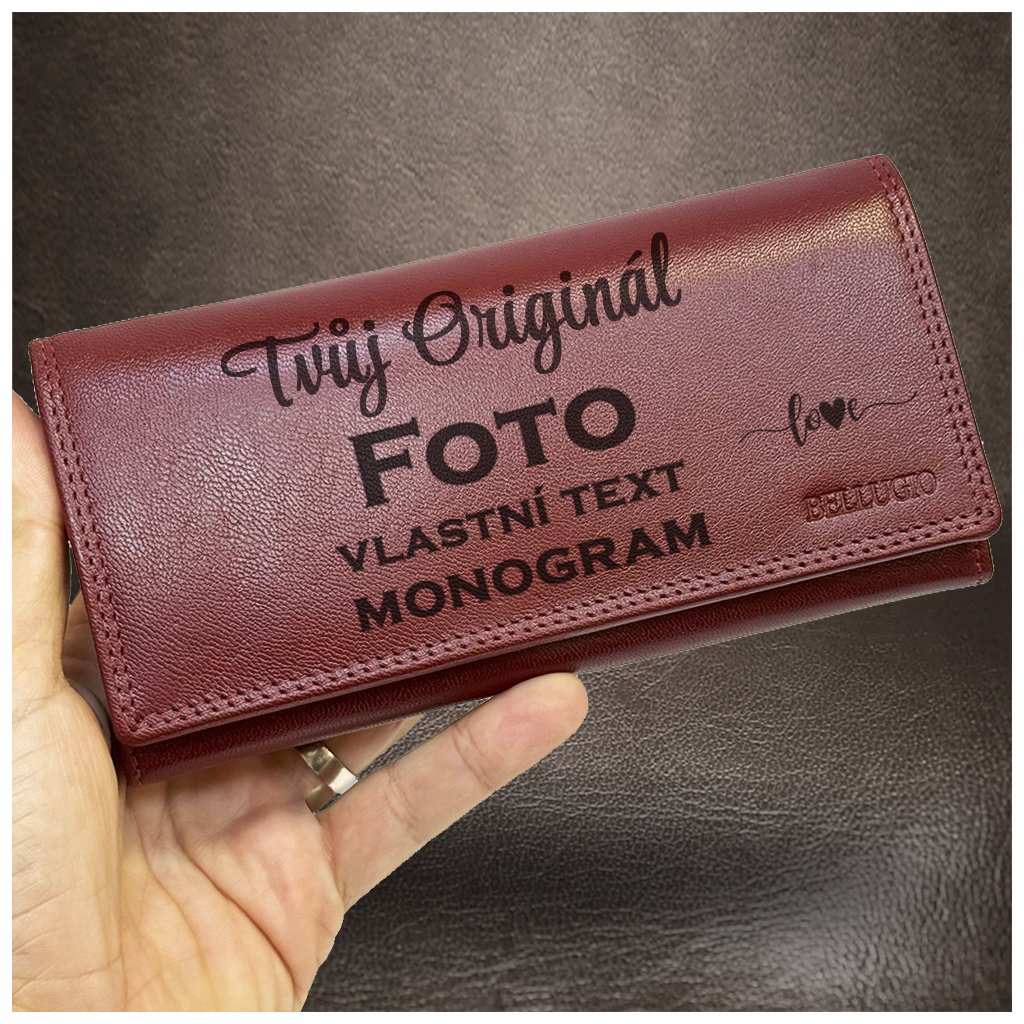 Tvůj Originál
FOTO
VLASTNÍ TEXT
MONOGRAM
love
BELLUGIO